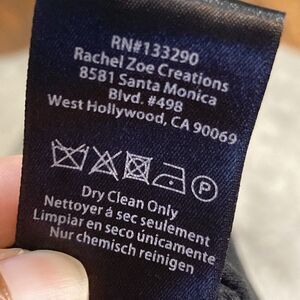 RN#133290
Rachel Zoe Creations
8581 Santa Monica
Blvd. #498
West Hollywood, CA 90069
P
Dry Clean Only
Nettoyer á sec seulement
Limpiar en seco únicamente
Nur chemisch reinigen